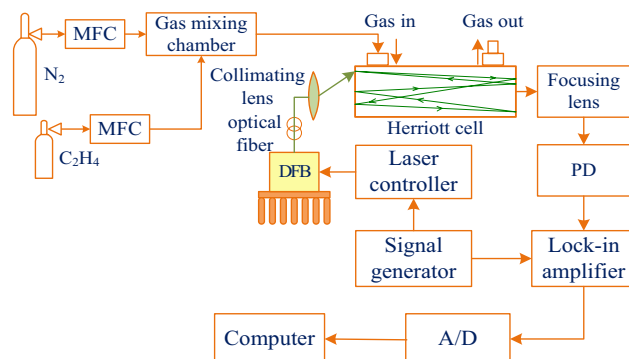 MFC
Gas mixing
chamber
Gas in
Gas out
N₂
Collimating
lens
optical
fiber
Herriott cell
Focusing
lens
MFC
C₂H₄
DFB
Laser
controller
PD
Signal
generator
Lock-in
amplifier
Computer
A/D